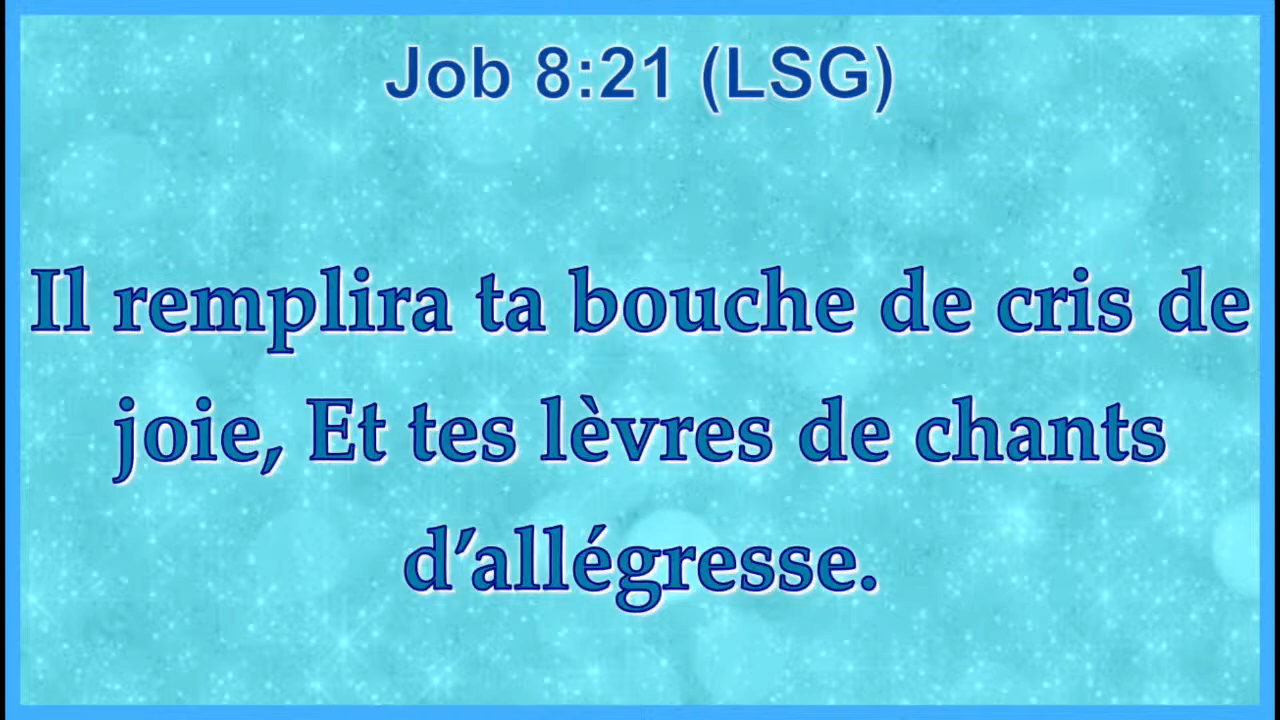 Job 8:21 (LSG)
Il remplira ta bouche de cris de
joie, Et tes lèvres de chants
d’allégresse.